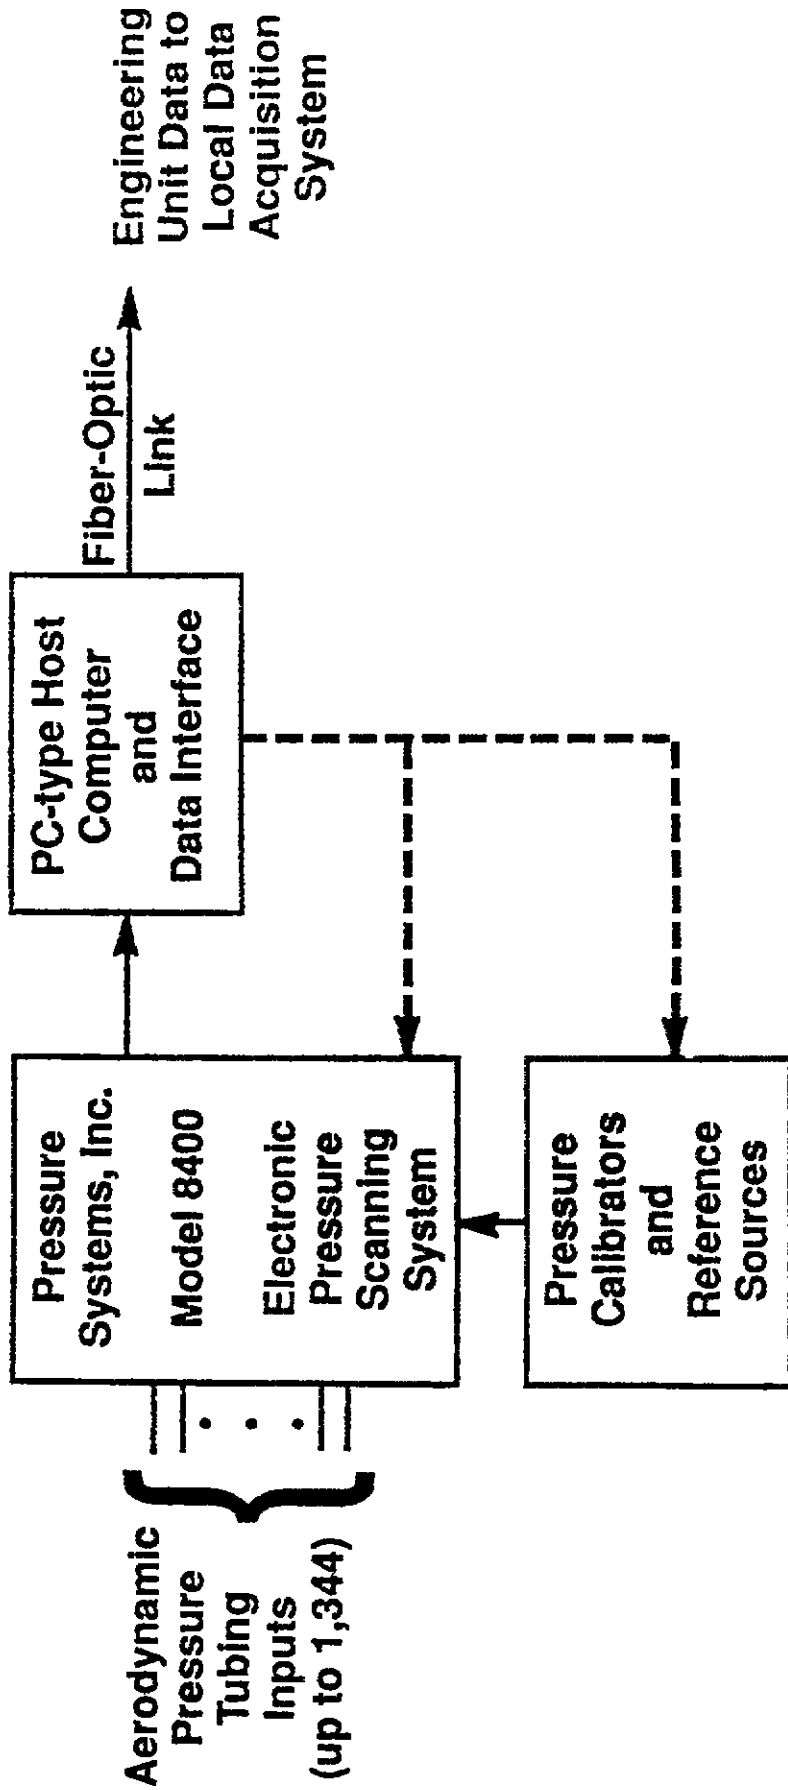 Aerodynamic
Pressure
Tubing
Inputs
(up to 1,344)
Pressure
Systems, Inc.
Model 8400
Electronic
Pressure
Scanning
System
Pressure
Calibrators
and
Reference
Sources
PC-type Host
Computer
and
Data Interface
Fiber-Optic
Link
Engineering
Unit Data to
Local Data
Acquisition
System